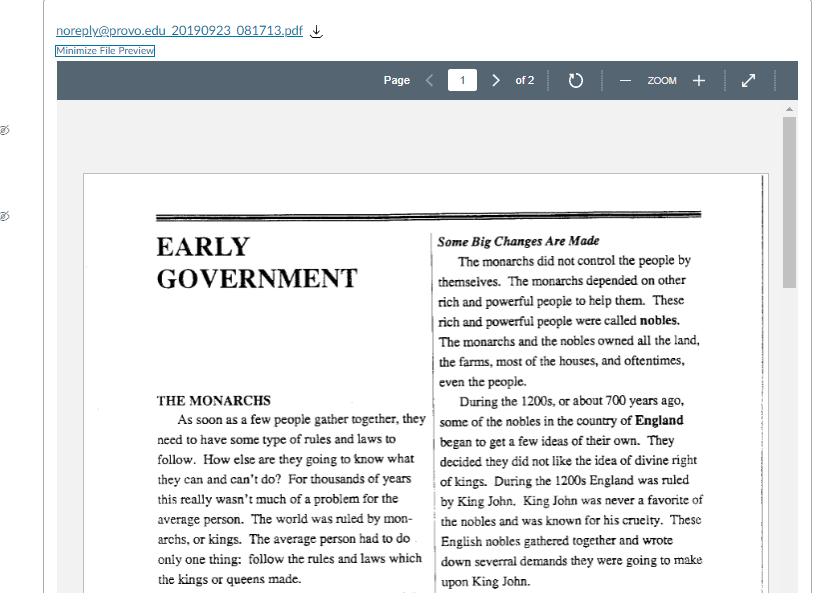 noreply@provo.edu_20190923_081713.pdf
Minimize File Preview
Page 1 of 2 ZOOM
EARLY
GOVERNMENT
THE MONARCHS
As soon as a few people gather together, they
need to have some type of rules and laws to
follow. How else are they going to know what
they can and can't do? For thousands of years
this really wasn't much of a problem for the
average person. The world was ruled by mon-
archs, or kings. The average person had to do
only one thing: follow the rules and laws which
the kings or queens made.
Some Big Changes Are Made
The monarchs did not control the people by
themselves. The monarchs depended on other
rich and powerful people to help them. These
rich and powerful people were called nobles.
The monarchs and the nobles owned all the land,
the farms, most of the houses, and oftentimes,
even the people.
During the 1200s, or about 700 years ago,
some of the nobles in the country of England
began to get a few ideas of their own. They
decided they did not like the idea of divine right
of kings. During the 1200s England was ruled
by King John. King John was never a favorite of
the nobles and was known for his cruelty. These
English nobles gathered together and wrote
down severral demands they were going to make
upon King John.